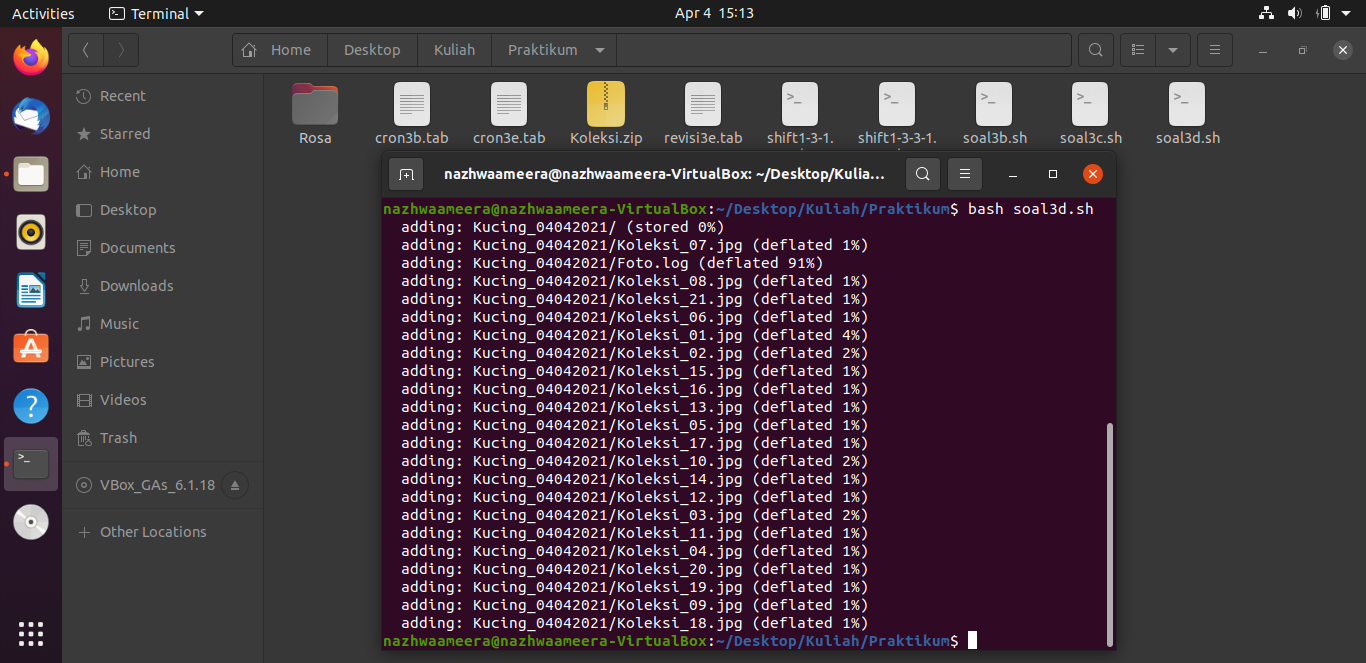 Activities Terminal Apr 4 15:13
Home Desktop Kuliah Praktikum
Recent
Starred
Home
Desktop
Documents
Downloads
Music
Pictures
Videos
Trash
VBox_GAs_6.1.18
Other Locations
Rosa cron3b.tab cron3e.tab Koleksi.zip revisi3e.tab shift1-3-1. shift1-3-3-1. soal3b.sh soal3c.sh soal3d.sh
nazhwaameera@nazhwaameera-VirtualBox: ~/Desktop/Kulia...
nazhwaameera@nazhwaameera-VirtualBox:~/Desktop/Kuliah/Praktikum$ bash soal3d.sh
adding: Kucing_04042021/ (stored 0%)
adding: Kucing_04042021/Koleksi_07.jpg (deflated 1%)
adding: Kucing_04042021/Foto.log (deflated 91%)
adding: Kucing_04042021/Koleksi_08.jpg (deflated 1%)
adding: Kucing_04042021/Koleksi_21.jpg (deflated 1%)
adding: Kucing_04042021/Koleksi_06.jpg (deflated 1%)
adding: Kucing_04042021/Koleksi_01.jpg (deflated 4%)
adding: Kucing_04042021/Koleksi_02.jpg (deflated 2%)
adding: Kucing_04042021/Koleksi_15.jpg (deflated 1%)
adding: Kucing_04042021/Koleksi_16.jpg (deflated 1%)
adding: Kucing_04042021/Koleksi_13.jpg (deflated 1%)
adding: Kucing_04042021/Koleksi_05.jpg (deflated 1%)
adding: Kucing_04042021/Koleksi_17.jpg (deflated 1%)
adding: Kucing_04042021/Koleksi_10.jpg (deflated 2%)
adding: Kucing_04042021/Koleksi_14.jpg (deflated 1%)
adding: Kucing_04042021/Koleksi_12.jpg (deflated 1%)
adding: Kucing_04042021/Koleksi_03.jpg (deflated 2%)
adding: Kucing_04042021/Koleksi_11.jpg (deflated 1%)
adding: Kucing_04042021/Koleksi_04.jpg (deflated 1%)
adding: Kucing_04042021/Koleksi_20.jpg (deflated 1%)
adding: Kucing_04042021/Koleksi_19.jpg (deflated 1%)
adding: Kucing_04042021/Koleksi_09.jpg (deflated 1%)
adding: Kucing_04042021/Koleksi_18.jpg (deflated 1%)
nazhwaameera@nazhwaameera-VirtualBox:~/Desktop/Kuliah/Praktikum$